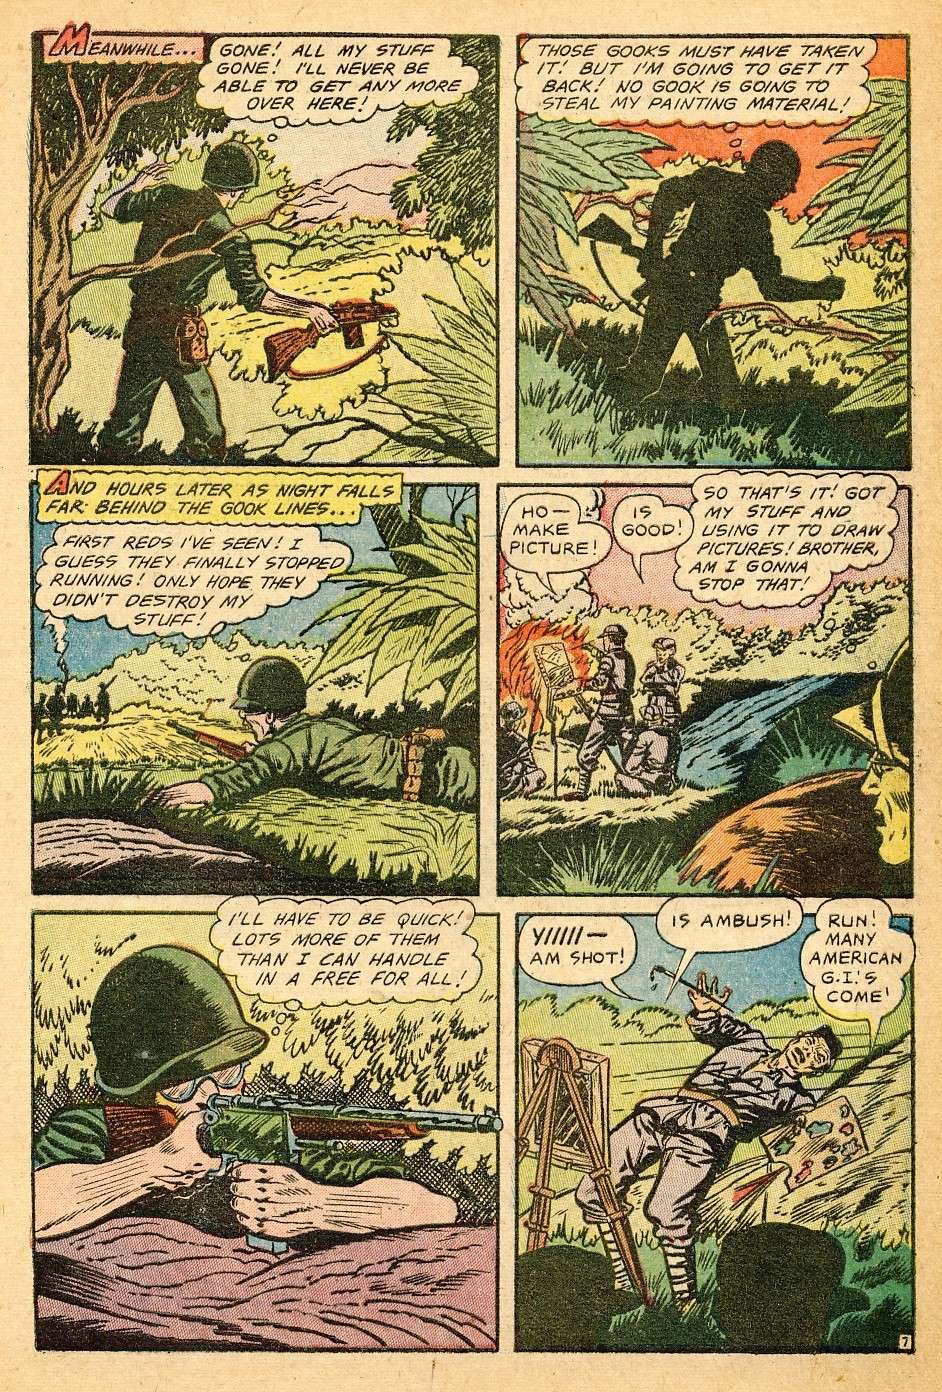 MEANWHILE...
GONE! ALL MY STUFF
GONE! I'LL NEVER BE
ABLE TO GET ANY MORE
OVER HERE!
THOSE GOOKS MUST HAVE TAKEN
IT! BUT I'M GOING TO GET IT
BACK! NO GOOK IS GOING TO
STEAL MY PAINTING MATERIAL!
AND HOURS LATER AS NIGHT FALLS
FAR BEHIND THE GOOK LINES...
FIRST REDS I'VE SEEN! I
GUESS THEY FINALLY STOPPED
RUNNING! ONLY HOPE THEY
DIDN'T DESTROY MY
STUFF!
HO—
MAKE
PICTURE!
IS
GOOD!
SO THAT'S IT! GOT
MY STUFF AND
USING IT TO DRAW
PICTURES! BROTHER,
AM I GONNA
STOP THAT!
I'LL HAVE TO BE QUICK!
LOTS MORE OF THEM
THAN I CAN HANDLE
IN A FREE FOR ALL!
YIIIII—
AM SHOT!
IS AMBUSH!
RUN!
MANY
AMERICAN
G.I.'S
COME!
7